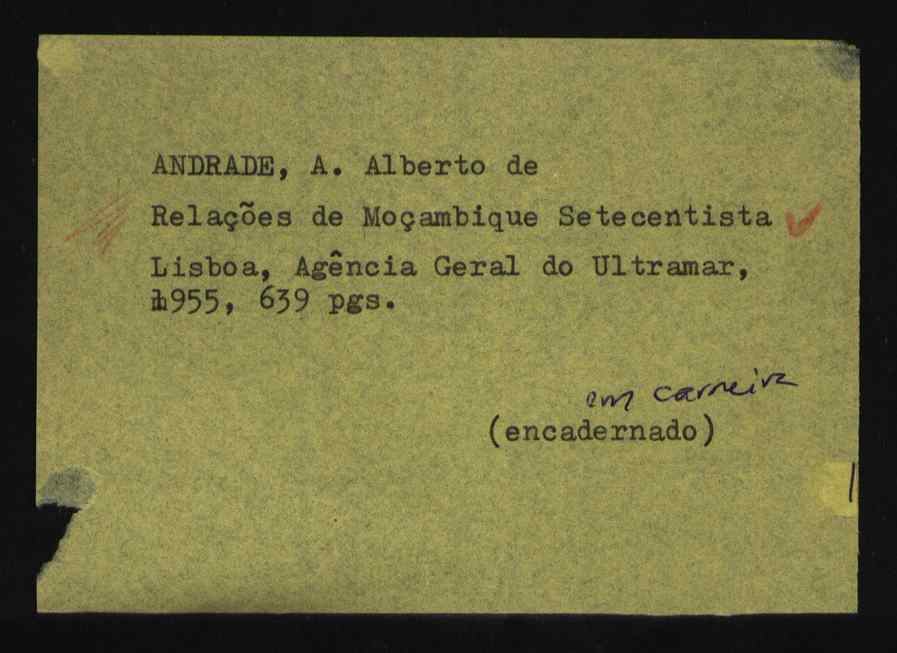 ANDRADE, A. Alberto de
Relações de Moçambique Setecentista
Lisboa, Agência Geral do Ultramar,
1955, 639 pgs.
em carneira
(encadernado)